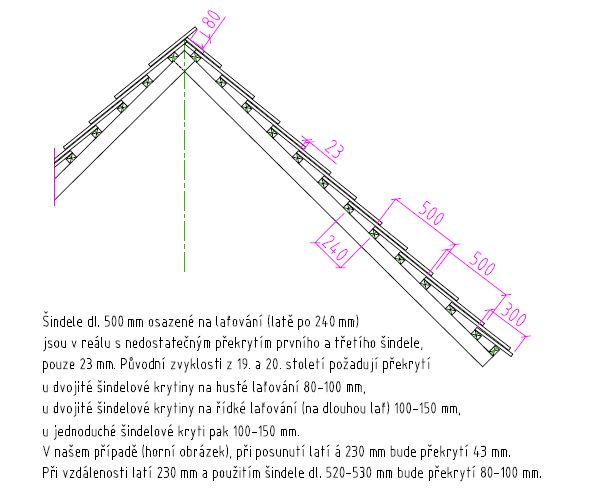 80
23
500
240
500
300
Šindele dl. 500 mm osazené na laťování (latě po 240 mm)
jsou v reálu s nedostatečným překrytím prvního a třetího šindele,
pouze 23 mm. Původní zvyklosti z 19. a 20. století požadují překrytí
u dvojité šindelové krytiny na husté laťování 80-100 mm,
u dvojité šindelové krytiny na řídké laťování (na dlouhou lať) 100-150 mm,
u jednoduché šindelové kryti pak 100-150 mm.
V našem případě (horní obrázek), při posunutí latí á 230 mm bude překrytí 43 mm.
Při vzdálenosti latí 230 mm a použitím šindele dl. 520-530 mm bude překrytí 80-100 mm.